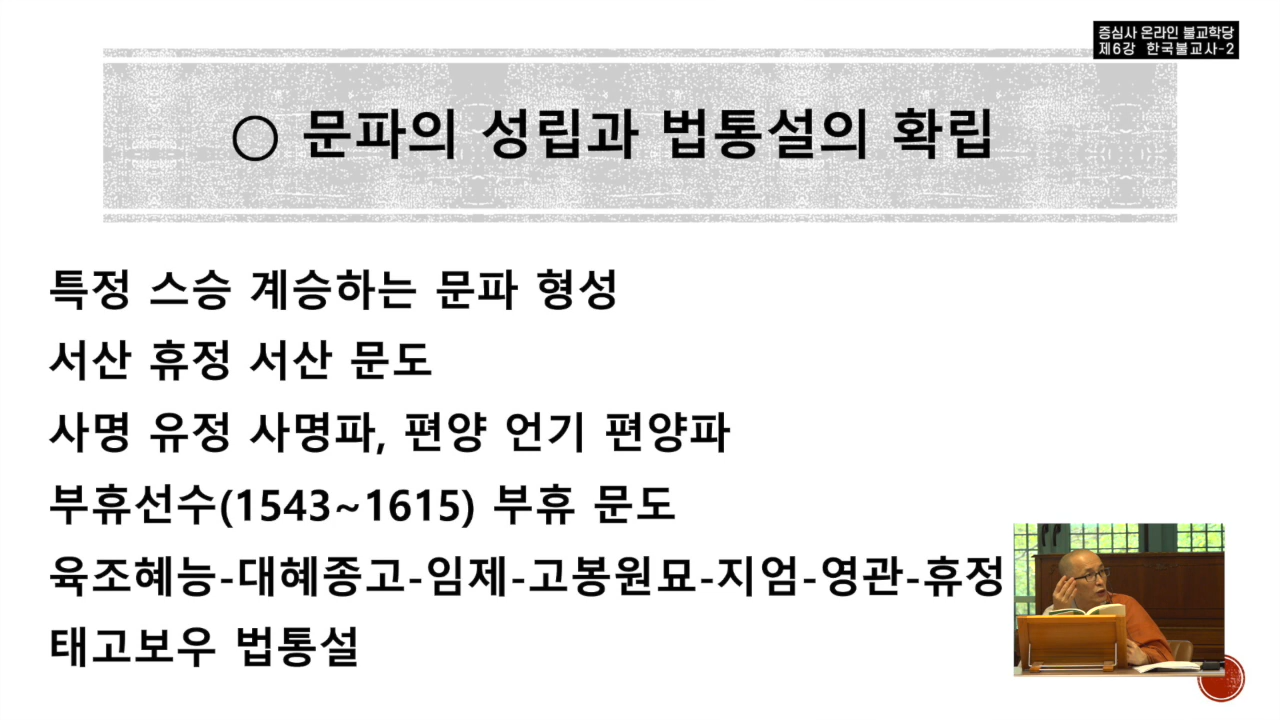 증심사 온라인 불교학당
제6강 한국불교사-2
○ 문파의 성립과 법통설의 확립
특정 스승 계승하는 문파 형성
서산 휴정 서산 문도
사명 유정 사명파, 편양 언기 편양파
부휴선수(1543~1615) 부휴 문도
육조혜능-대혜종고-임제-고봉원묘-지엄-영관-휴정
태고보우 법통설